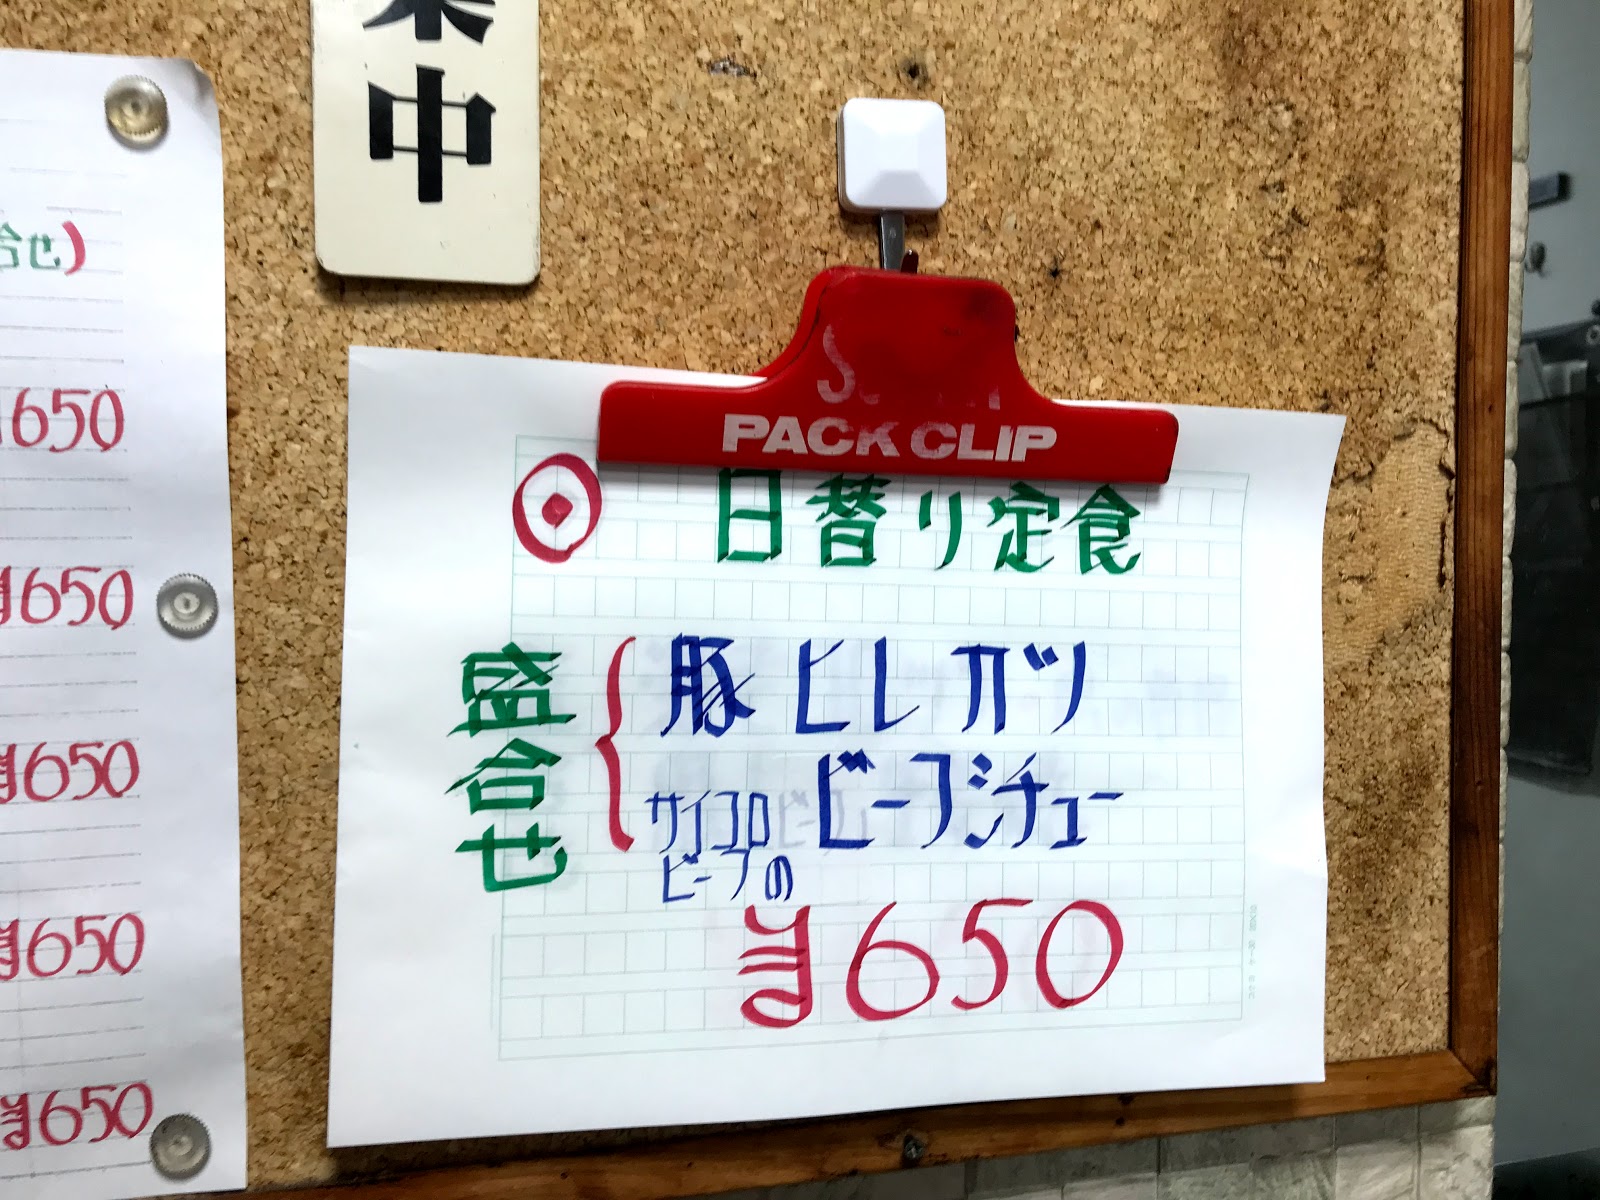 業中
合せ)
650
¥650
¥650
¥650
¥650
PACK CLIP
◉ 日替り定食
盛合せ
豚ヒレカツ
サイコロビーフの
ビーフシチュー
¥650